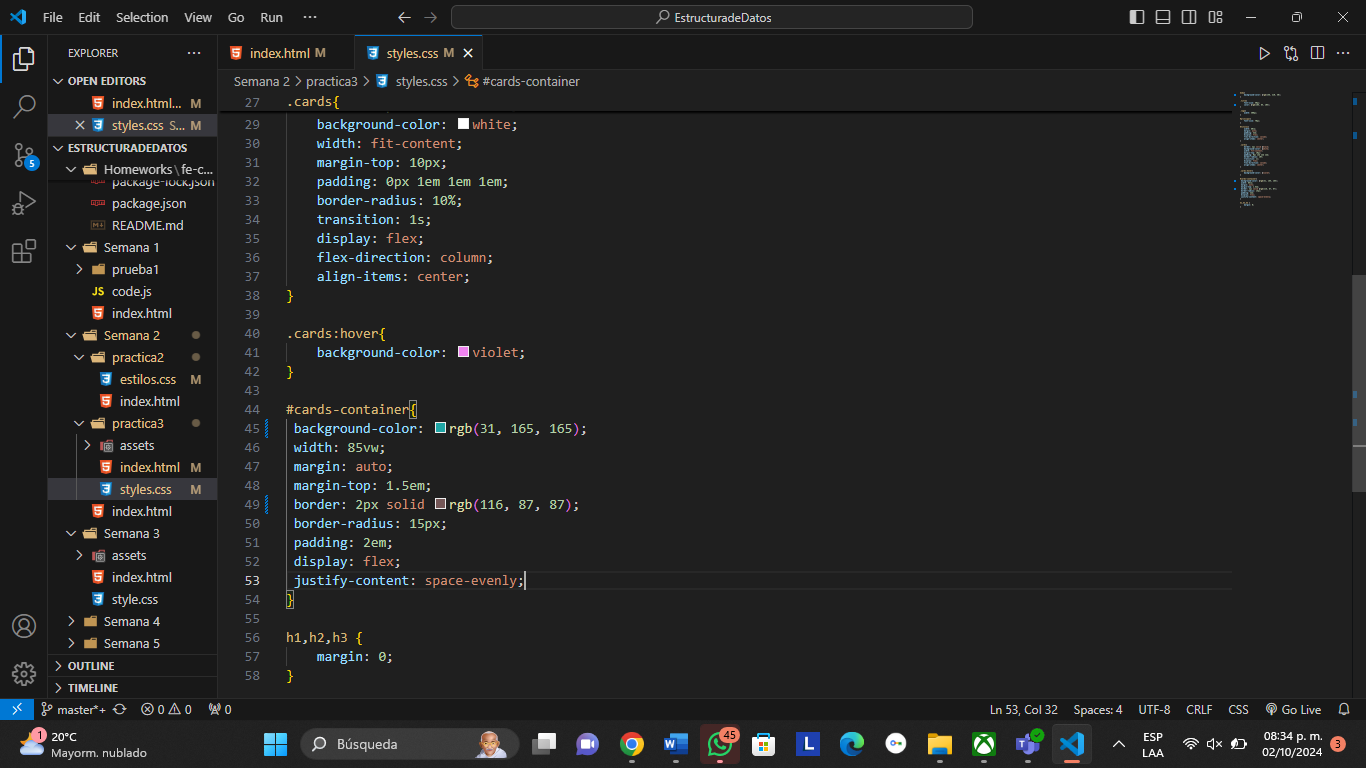 File Edit Selection View Go Run ··· EstructuradeDatos
EXPLORER ···
OPEN EDITORS
index.html... M
styles.css S... M
ESTRUCTURADEDATOS
Homeworks\fe-c...
package-lock.json
package.json
README.md
Semana 1
prueba1
JS code.js
index.html
Semana 2
practica2
estilos.css M
index.html
practica3
assets
index.html M
styles.css M
index.html
Semana 3
assets
index.html
style.css
Semana 4
Semana 5
OUTLINE
TIMELINE
5
index.html M styles.css M
Semana 2 > practica3 > styles.css > #cards-container
27 .cards{
29 background-color: white;
30 width: fit-content;
31 margin-top: 10px;
32 padding: 0px 1em 1em 1em;
33 border-radius: 10%;
34 transition: 1s;
35 display: flex;
36 flex-direction: column;
37 align-items: center;
38 }
39
40 .cards:hover{
41 background-color: violet;
42 }
43
44 #cards-container{
45 background-color: rgb(31, 165, 165);
46 width: 85vw;
47 margin: auto;
48 margin-top: 1.5em;
49 border: 2px solid rgb(116, 87, 87);
50 border-radius: 15px;
51 padding: 2em;
52 display: flex;
53 justify-content: space-evenly;
54 }
55
56 h1,h2,h3 {
57 margin: 0;
58 }
master*+ 0 0 0 Ln 53, Col 32 Spaces: 4 UTF-8 CRLF CSS Go Live
1 20°C
Mayorm. nublado
Búsqueda
45
W
L
ESP
LAA
08:34 p. m.
02/10/2024
3